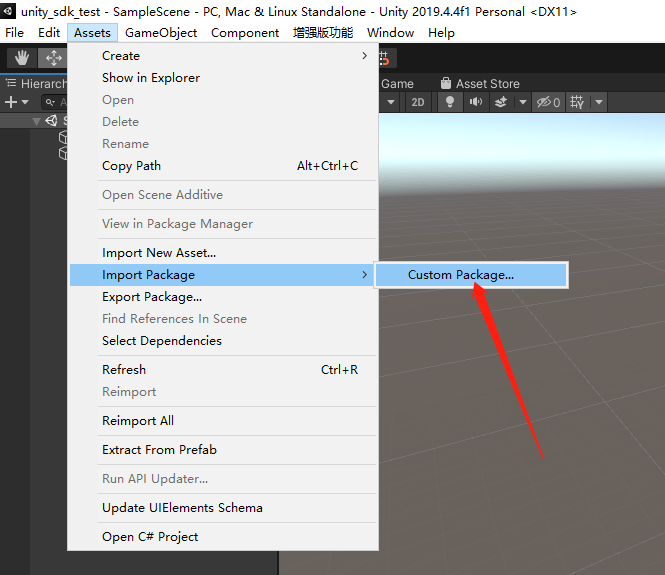 unity_sdk_test - SampleScene - PC, Mac & Linux Standalone - Unity 2019.4.4f1 Personal <DX11>
File Edit Assets GameObject Component 增强版功能 Window Help
Hierarch
Game
Asset Store
2D
0
Create
Show in Explorer
Open
Delete
Rename
Copy Path Alt+Ctrl+C
Open Scene Additive
View in Package Manager
Import New Asset...
Import Package
Custom Package...
Export Package...
Find References In Scene
Select Dependencies
Refresh Ctrl+R
Reimport
Reimport All
Extract From Prefab
Run API Updater...
Update UIElements Schema
Open C# Project